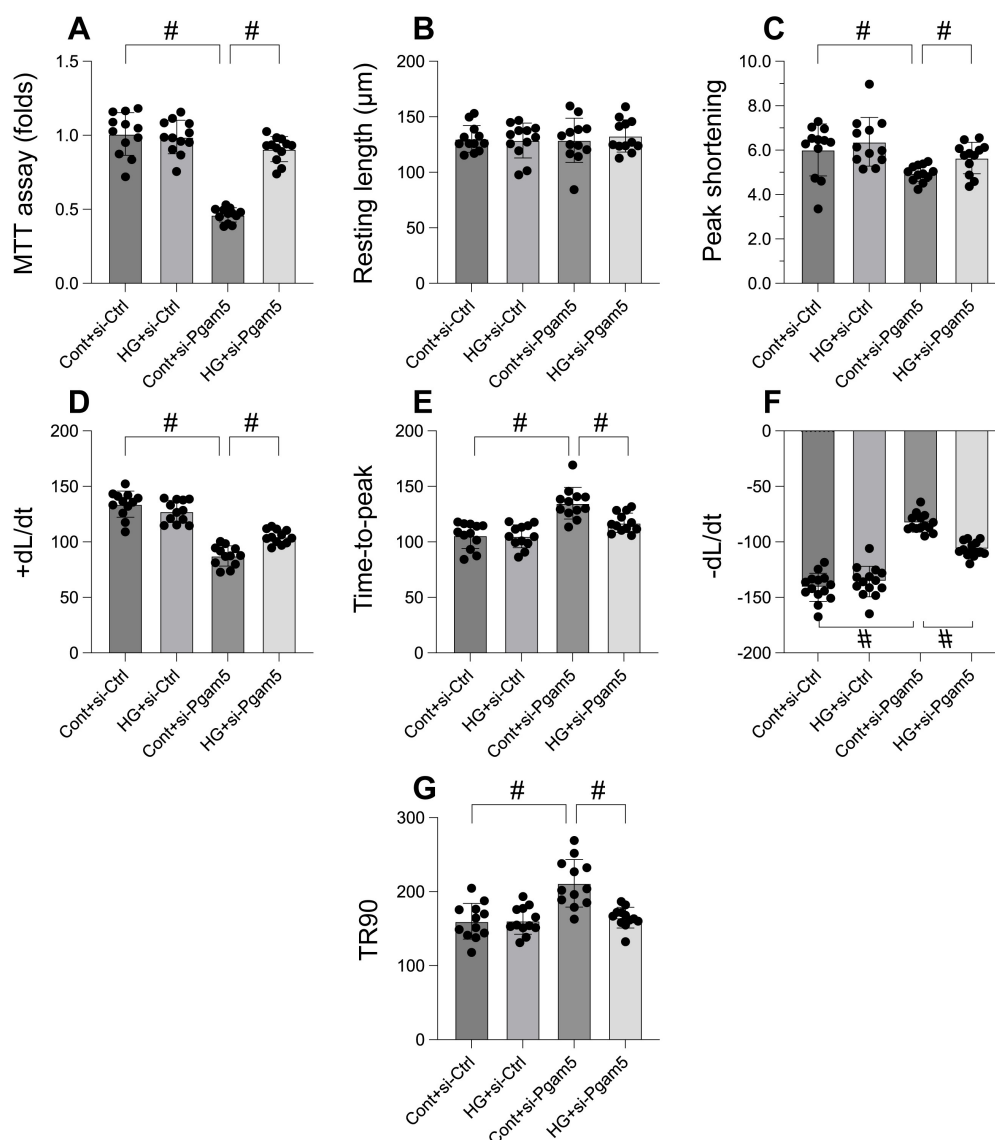 A
# #
MTT assay (folds)
1.5
1.0
0.5
0.0
Cont+si-Ctrl
HG+si-Ctrl
Cont+si-Pgam5
HG+si-Pgam5
B
Resting length (µm)
200
150
100
50
0
Cont+si-Ctrl
HG+si-Ctrl
Cont+si-Pgam5
HG+si-Pgam5
C
# #
Peak shortening
10.0
8.0
6.0
4.0
2.0
0.0
Cont+si-Ctrl
HG+si-Ctrl
Cont+si-Pgam5
HG+si-Pgam5
D
# #
+dL/dt
200
150
100
50
0
Cont+si-Ctrl
HG+si-Ctrl
Cont+si-Pgam5
HG+si-Pgam5
E
# #
Time-to-peak
200
150
100
50
0
Cont+si-Ctrl
HG+si-Ctrl
Cont+si-Pgam5
HG+si-Pgam5
F
-dL/dt
0
-50
-100
-150
-200
# #
Cont+si-Ctrl
HG+si-Ctrl
Cont+si-Pgam5
HG+si-Pgam5
G
# #
TR90
300
200
100
0
Cont+si-Ctrl
HG+si-Ctrl
Cont+si-Pgam5
HG+si-Pgam5